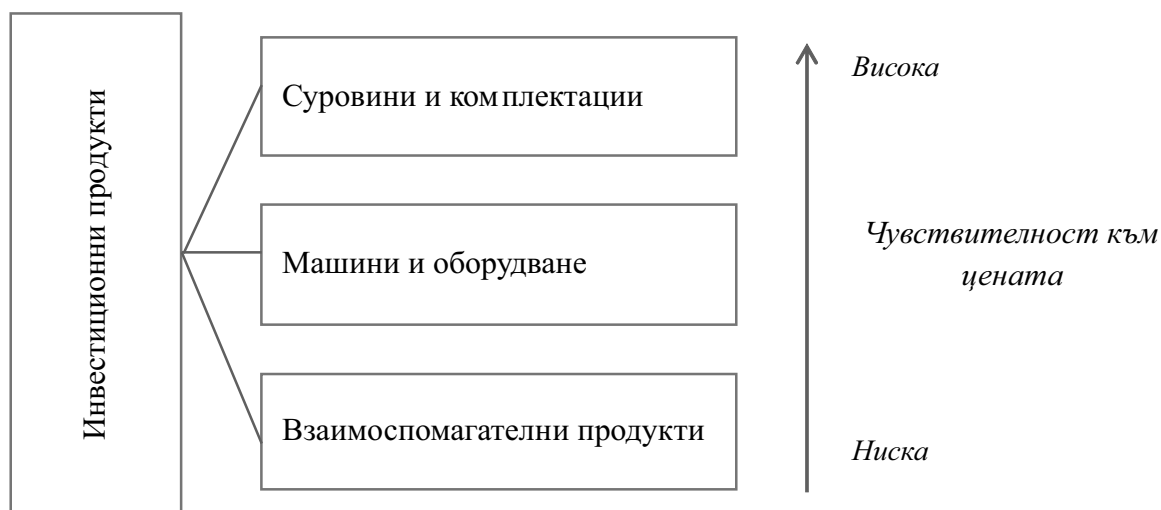 Инвестиционни продукти
Суровини и комплектации
Машини и оборудване
Взаимоспомагателни продукти
Висока
Чувствителност към
цената
Ниска